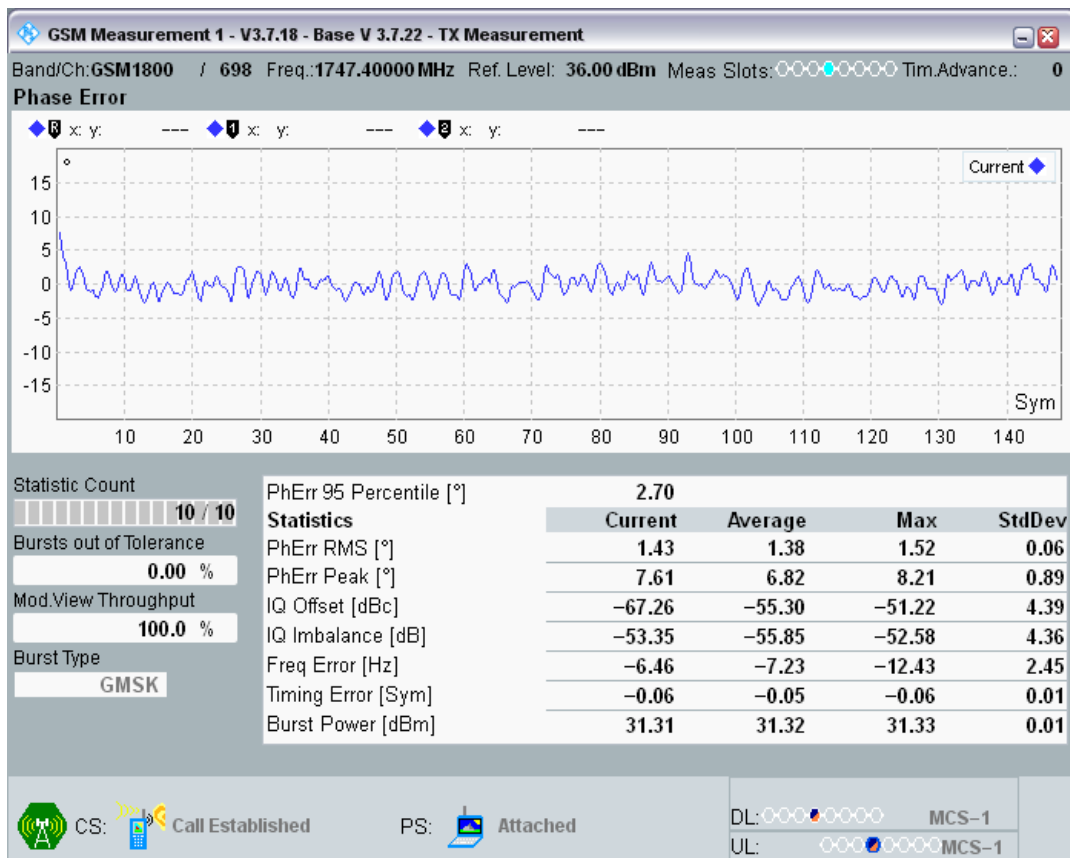 GSM Measurement 1 - V3.7.18 - Base V 3.7.22 - TX Measurement
Band/Ch:GSM1800 / 698 Freq.:1747.40000 MHz Ref. Level: 36.00 dBm Meas Slots: Tim.Advance.: 0
Phase Error
R x: y: --- 1 x: y: --- 2 x: y: ---
°
Current
15
10
5
0
-5
-10
-15
Sym
10 20 30 40 50 60 70 80 90 100 110 120 130 140
Statistic Count
10 / 10
Bursts out of Tolerance
0.00 %
Mod.View Throughput
100.0 %
Burst Type
GMSK
PhErr 95 Percentile [°] 2.70
Statistics Current Average Max StdDev
PhErr RMS [°] 1.43 1.38 1.52 0.06
PhErr Peak [°] 7.61 6.82 8.21 0.89
IQ Offset [dBc] −67.26 −55.30 −51.22 4.39
IQ Imbalance [dB] −53.35 −55.85 −52.58 4.36
Freq Error [Hz] −6.46 −7.23 −12.43 2.45
Timing Error [Sym] −0.06 −0.05 −0.06 0.01
Burst Power [dBm] 31.31 31.32 31.33 0.01
CS: Call Established PS: Attached
DL: MCS−1
UL: MCS−1